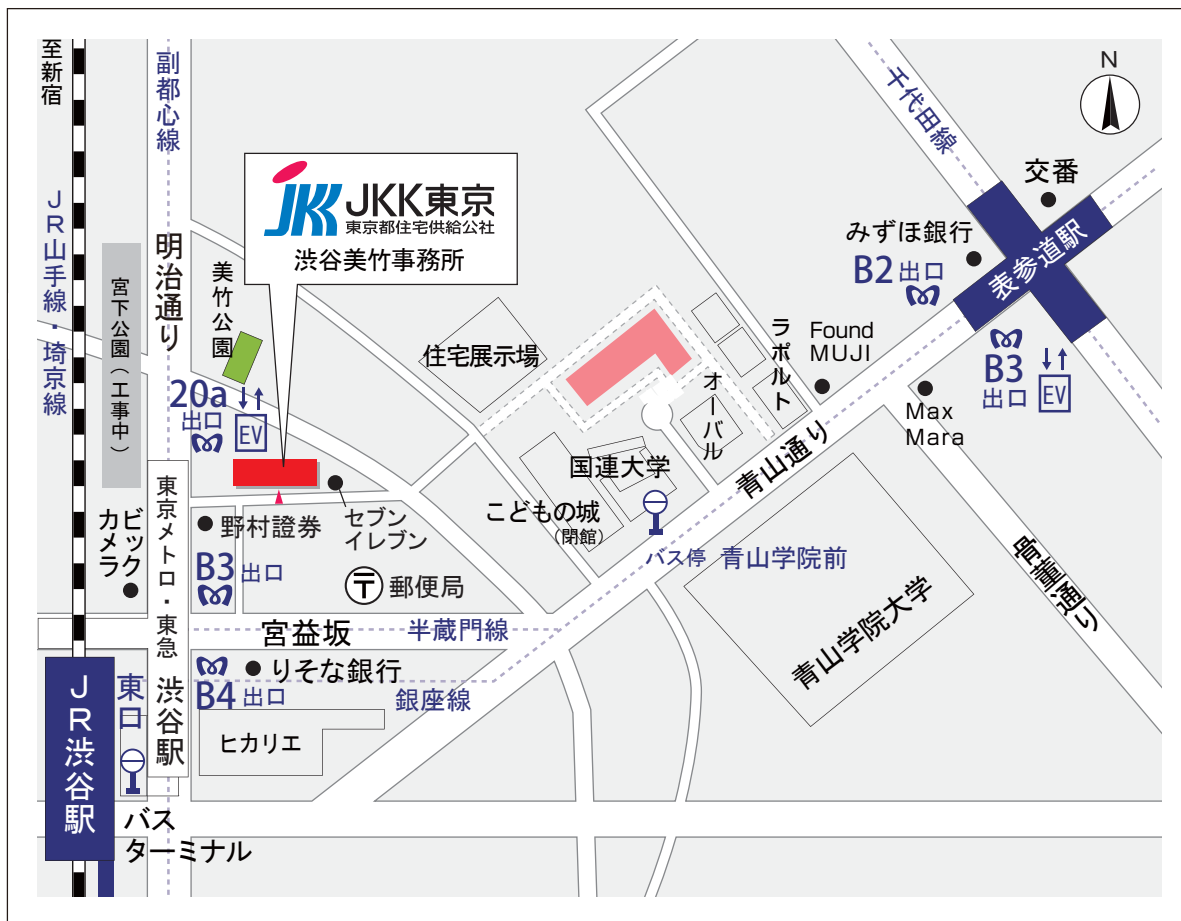 至新宿
副都心線
JR山手線・埼京線
宮下公園(工事中)
明治通り
美竹公園
JKK
JKK東京
東京都住宅供給公社
渋谷美竹事務所
千代田線
N
交番
みずほ銀行
B2出口
表参道駅
B3
出口
EV
Found
MUJI
Max
Mara
ラポルト
オーバル
住宅展示場
20a
出口
EV
国連大学
こどもの城
(閉館)
青山通り
バス停 青山学院前
青山学院大学
骨董通り
セブン
イレブン
野村證券
B3出口
〒郵便局
ビック
カメラ
東京メトロ・東急
渋谷駅
宮益坂
半蔵門線
りそな銀行
B4出口
銀座線
ヒカリエ
東口
JR渋谷駅
バス
ターミナル